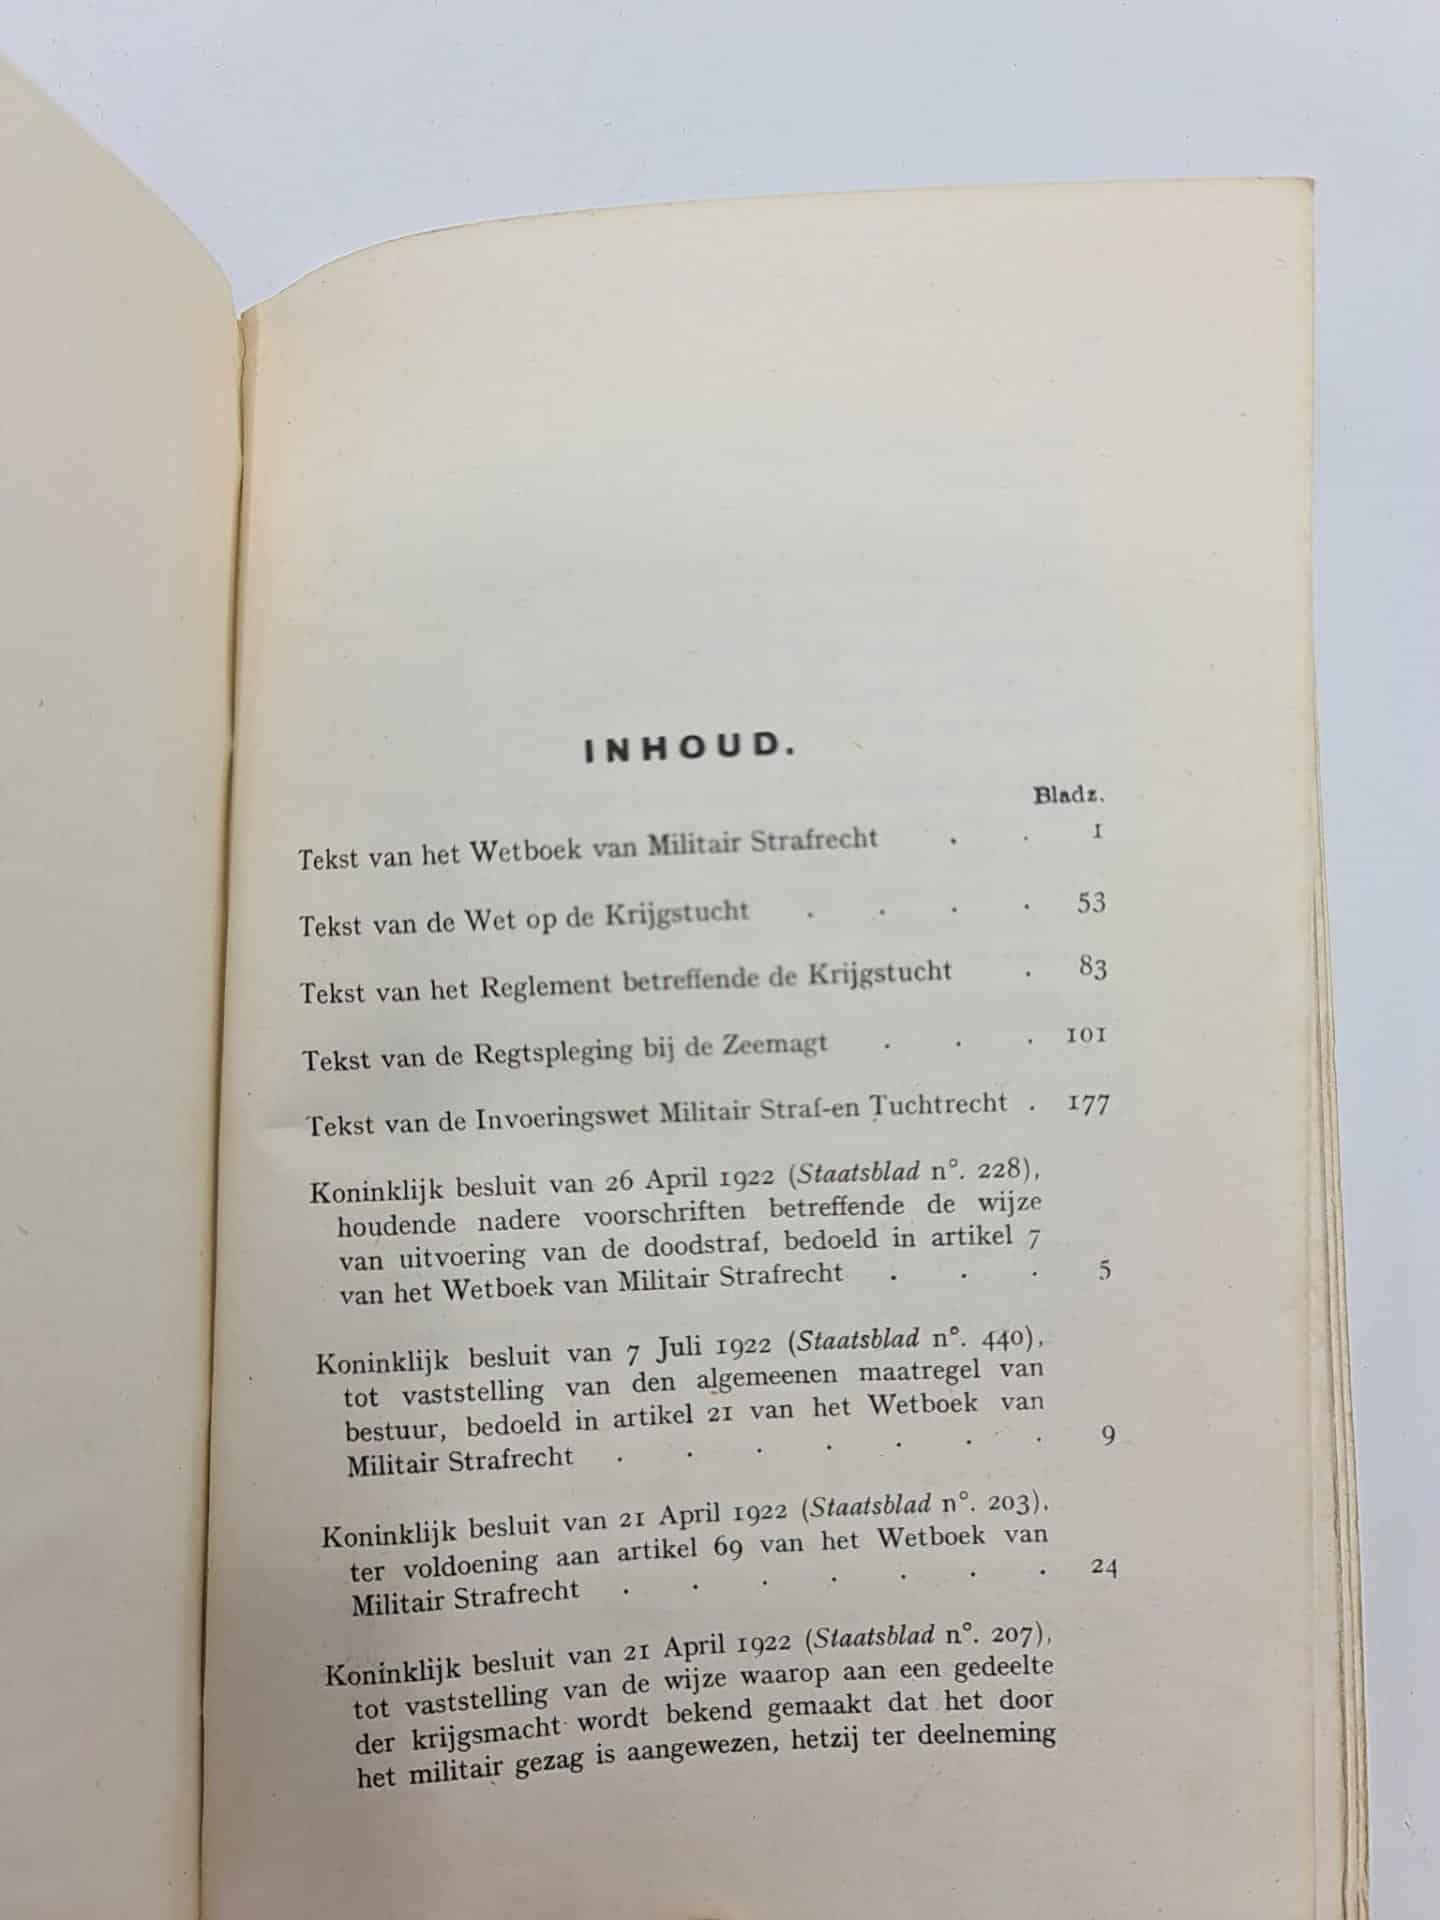 INHOUD.
Bladz.
Tekst van het Wetboek van Militair Strafrecht . . 1
Tekst van de Wet op de Krijgstucht . . . . 53
Tekst van het Reglement betreffende de Krijgstucht . 83
Tekst van de Regtspleging bij de Zeemagt . . . 101
Tekst van de Invoeringswet Militair Straf-en Tuchtrecht . 177
Koninklijk besluit van 26 April 1922 (Staatsblad n°. 228),
houdende nadere voorschriften betreffende de wijze
van uitvoering van de doodstraf, bedoeld in artikel 7
van het Wetboek van Militair Strafrecht . . . 5
Koninklijk besluit van 7 Juli 1922 (Staatsblad n°. 440),
tot vaststelling van den algemeenen maatregel van
bestuur, bedoeld in artikel 21 van het Wetboek van
Militair Strafrecht . . . . . . . 9
Koninklijk besluit van 21 April 1922 (Staatsblad n°. 203),
ter voldoening aan artikel 69 van het Wetboek van
Militair Strafrecht . . . . . . . 24
Koninklijk besluit van 21 April 1922 (Staatsblad n°. 207),
tot vaststelling van de wijze waarop aan een gedeelte
der krijgsmacht wordt bekend gemaakt dat het door
het militair gezag is aangewezen, hetzij ter deelneming